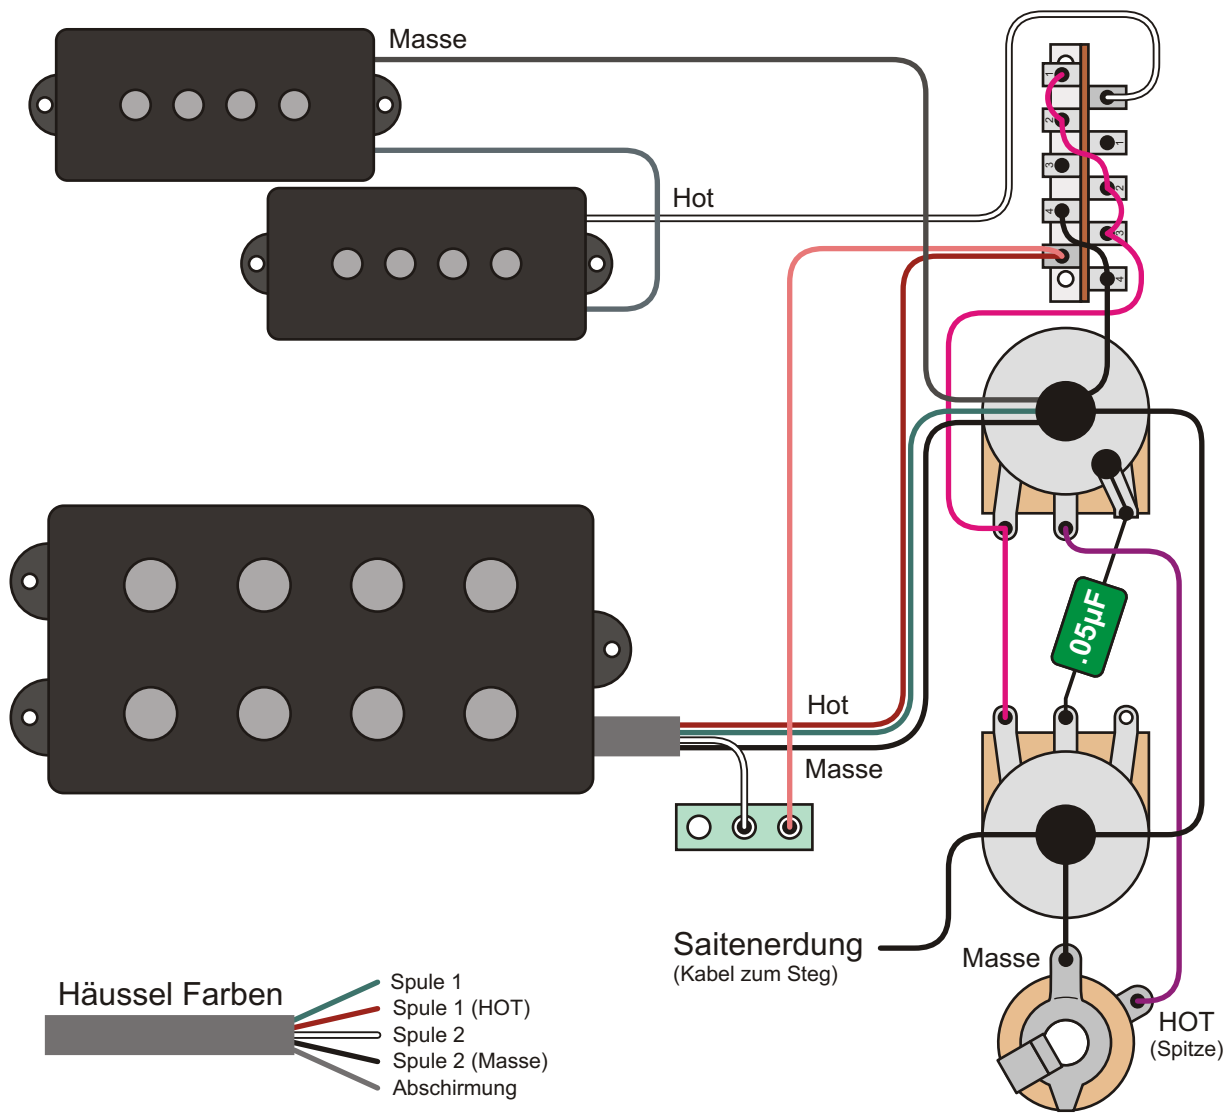 Masse
Hot
1
2
3
4
1
2
3
4
.05µF
Hot
Masse
Saitenerdung
(Kabel zum Steg)
Masse
HOT
(Spitze)
Häussel Farben
Spule 1
Spule 1 (HOT)
Spule 2
Spule 2 (Masse)
Abschirmung